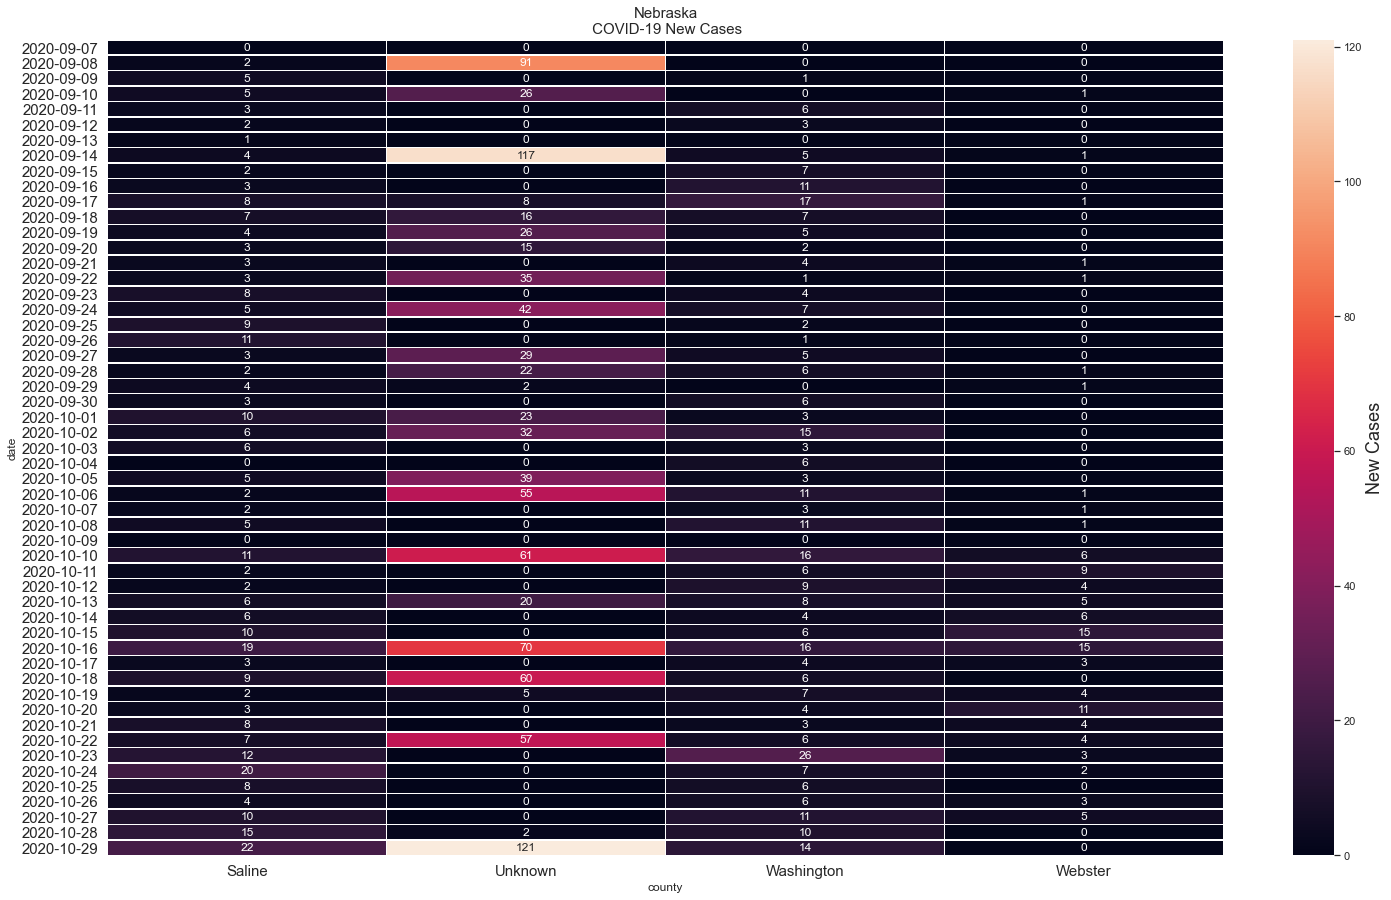 Nebraska
COVID-19 New Cases
2020-09-07 0 0 0 0
2020-09-08 2 91 0 0
2020-09-09 5 0 1 0
2020-09-10 5 26 0 1
2020-09-11 3 0 6 0
2020-09-12 2 0 3 0
2020-09-13 1 0 0 0
2020-09-14 4 117 5 1
2020-09-15 2 0 7 0
2020-09-16 3 0 11 0
2020-09-17 8 8 17 1
2020-09-18 7 16 7 0
2020-09-19 4 26 5 0
2020-09-20 3 15 2 0
2020-09-21 3 0 4 1
2020-09-22 3 35 1 1
2020-09-23 8 0 4 0
2020-09-24 5 42 7 0
2020-09-25 9 0 2 0
2020-09-26 11 0 1 0
2020-09-27 3 29 5 0
2020-09-28 2 22 6 1
2020-09-29 4 2 0 1
2020-09-30 3 0 6 0
2020-10-01 10 23 3 0
2020-10-02 6 32 15 0
2020-10-03 6 0 3 0
2020-10-04 0 0 6 0
2020-10-05 5 39 3 0
2020-10-06 2 55 11 1
2020-10-07 2 0 3 1
2020-10-08 5 0 11 1
2020-10-09 0 0 0 0
2020-10-10 11 61 16 6
2020-10-11 2 0 6 9
2020-10-12 2 0 9 4
2020-10-13 6 20 8 5
2020-10-14 6 0 4 6
2020-10-15 10 0 6 15
2020-10-16 19 70 16 15
2020-10-17 3 0 4 3
2020-10-18 9 60 6 0
2020-10-19 2 5 7 4
2020-10-20 3 0 4 11
2020-10-21 8 0 3 4
2020-10-22 7 57 6 4
2020-10-23 12 0 26 3
2020-10-24 20 0 7 2
2020-10-25 8 0 6 0
2020-10-26 4 0 6 3
2020-10-27 10 0 11 5
2020-10-28 15 2 10 0
2020-10-29 22 121 14 0
Saline Unknown Washington Webster
county
date
120
100
80
60
40
20
0
New Cases